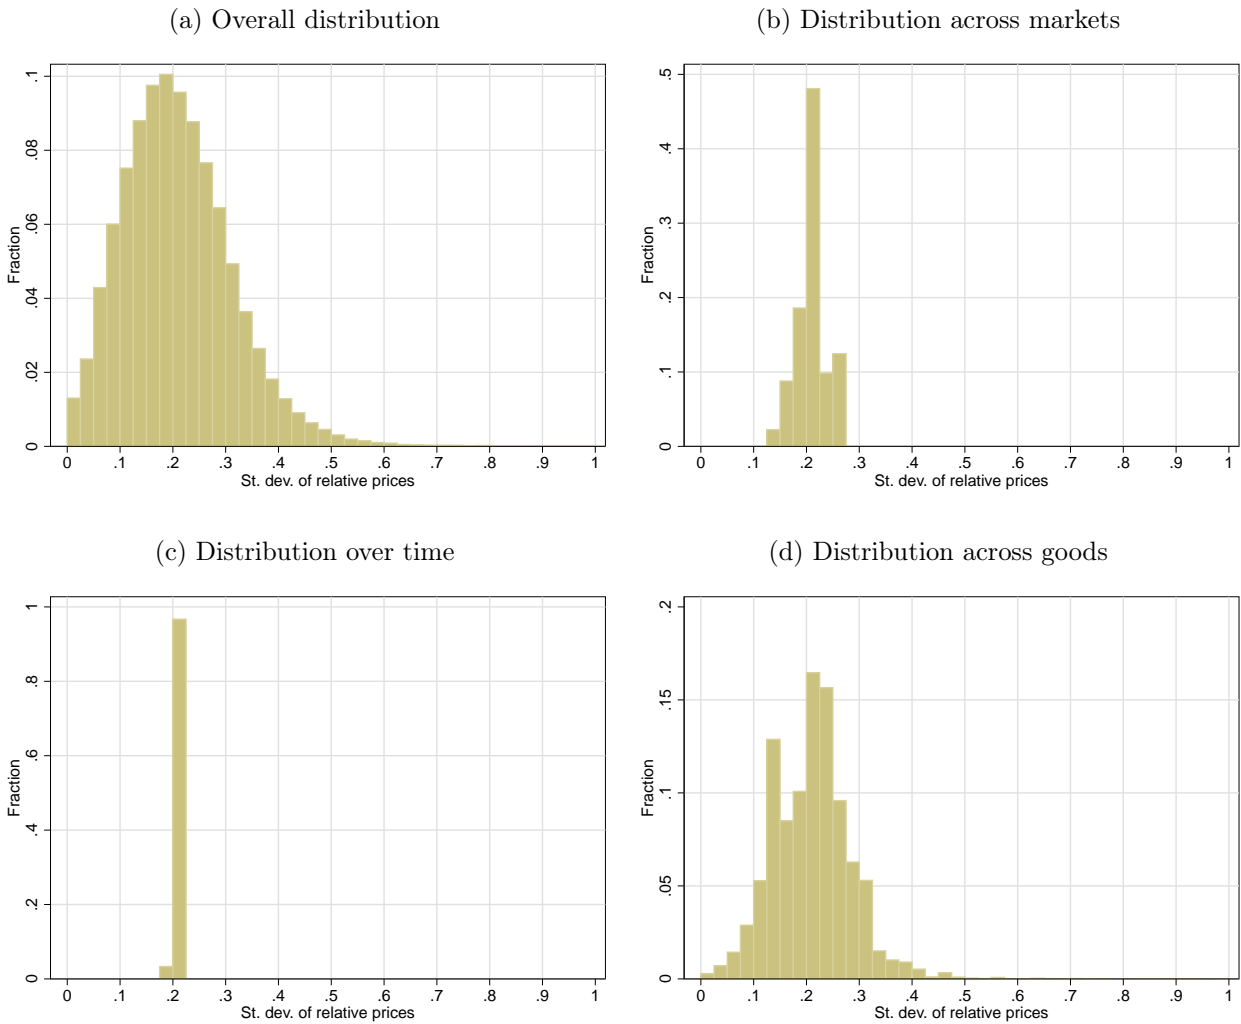 (a) Overall distribution
Fraction
0 .02 .04 .06 .08 .1
0 .1 .2 .3 .4 .5 .6 .7 .8 .9 1
St. dev. of relative prices
(b) Distribution across markets
Fraction
0 .1 .2 .3 .4 .5
0 .1 .2 .3 .4 .5 .6 .7 .8 .9 1
St. dev. of relative prices
(c) Distribution over time
Fraction
0 .2 .4 .6 .8 1
0 .1 .2 .3 .4 .5 .6 .7 .8 .9 1
St. dev. of relative prices
(d) Distribution across goods
Fraction
0 .05 .1 .15 .2
0 .1 .2 .3 .4 .5 .6 .7 .8 .9 1
St. dev. of relative prices